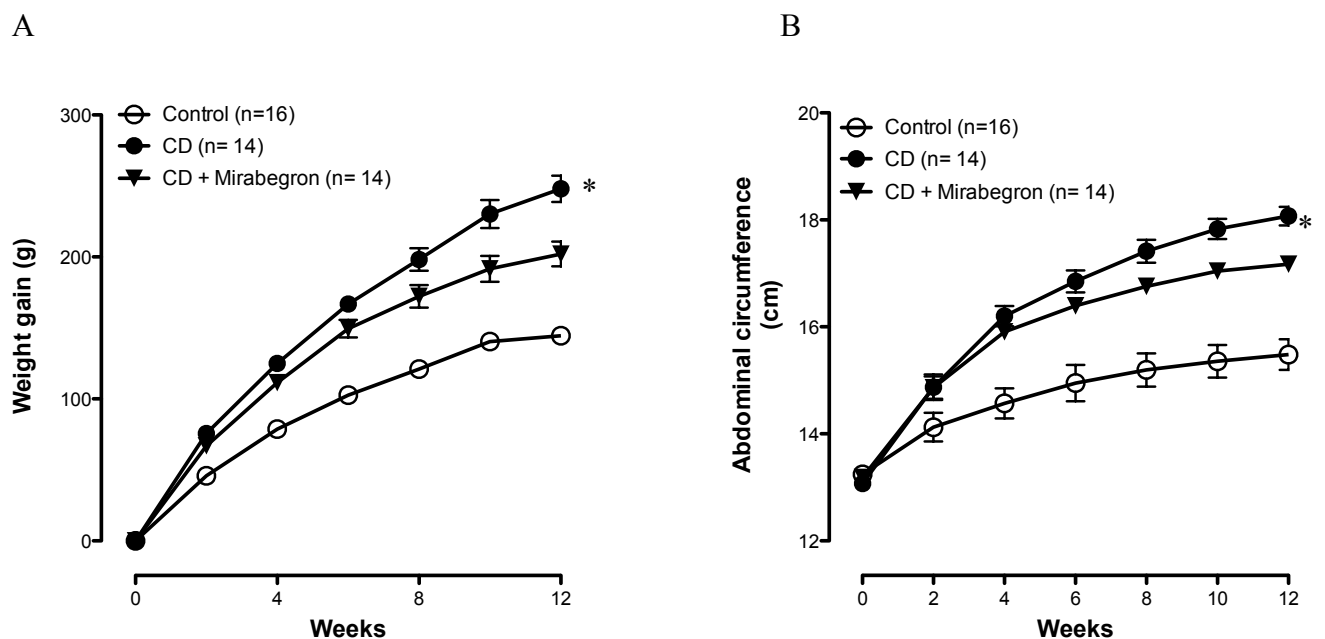 A
Control (n=16)
CD (n= 14)
CD + Mirabegron (n= 14)
*
Weight gain (g)
300
200
100
0
0
4
8
12
Weeks
B
Control (n=16)
CD (n= 14)
CD + Mirabegron (n= 14)
*
Abdominal circumference
(cm)
20
18
16
14
12
0
2
4
6
8
10
12
Weeks